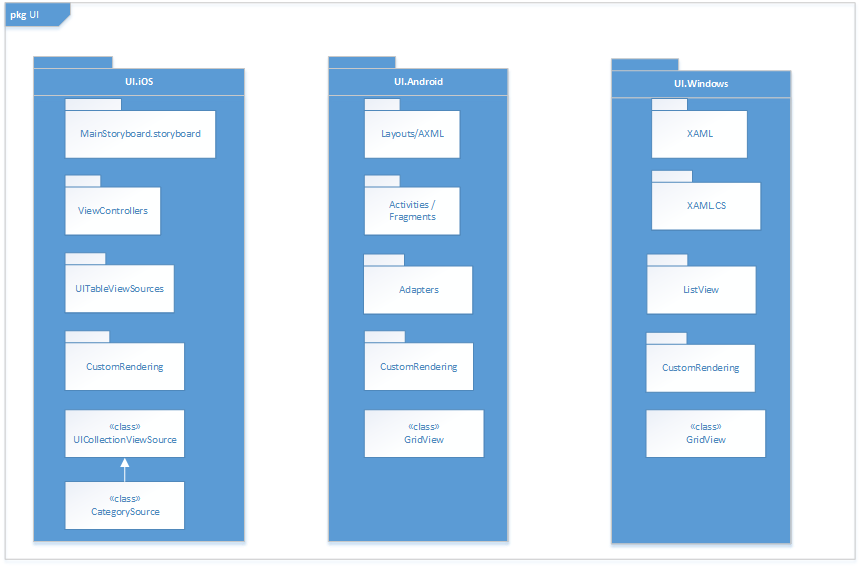 pkg UI
UI.iOS
MainStoryboard.storyboard
ViewControllers
UITableViewSources
CustomRendering
«class»
UICollectionViewSource
«class»
CategorySource
UI.Android
Layouts/AXML
Activities /
Fragments
Adapters
CustomRendering
«class»
GridView
UI.Windows
XAML
XAML.CS
ListView
CustomRendering
«class»
GridView